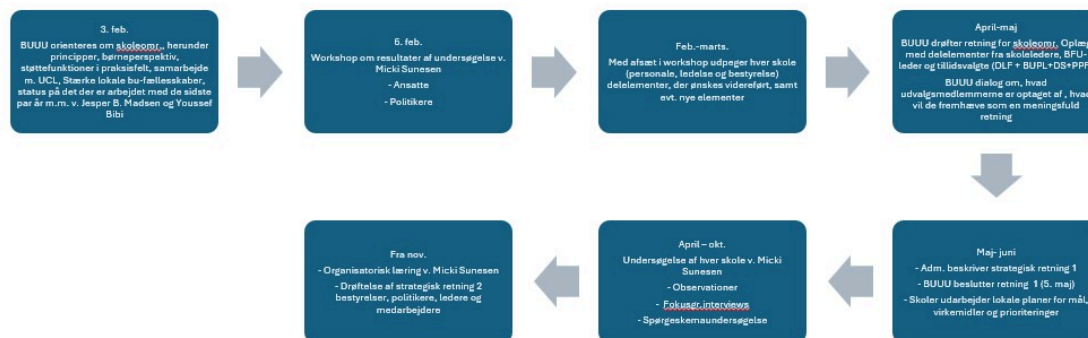 3. feb.
BUUU orienteres om skoleomr., herunder
principper, børneperspektiv,
støttefunktioner i praksisfelt, samarbejde
m. UCL, Stærke lokale bu-fællesskaber,
status på det der er arbejdet med de sidste
par år m.m. v. Jesper B. Madsen og Youssef
Bibi
6. feb.
Workshop om resultater af undersøgelse v.
Micki Sunesen
- Ansatte
- Politikere
Feb.-marts.
Med afsæt i workshop udpeger hver skole
(personale, ledelse og bestyrelse)
delelementer, der ønskes videreført, samt
evt. nye elementer
April-maj
BUUU drøfter retning for skoleomr. Oplæg
med delelementer fra skoleledere, BFU-
leder og tillidsvalgte (DLF + BUPL+DS+PPR
BUUU dialog om, hvad
udvalgsmedlemmerne er optaget af , hvad
vil de fremhæve som en meningsfuld
retning
Maj- juni
- Adm. beskriver strategisk retning 1
- BUUU beslutter retning 1 (5. maj)
- Skoler udarbejder lokale planer for mål,
virkemidler og prioriteringer
April – okt.
Undersøgelse af hver skole v. Micki
Sunesen
- Observationer
- Fokusgr.interviews
- Spørgeskemaundersøgelse
Fra nov.
- Organisatorisk læring v. Micki Sunesen
- Drøftelse af strategisk retning 2
bestyrelser, politikere, ledere og
medarbejdere